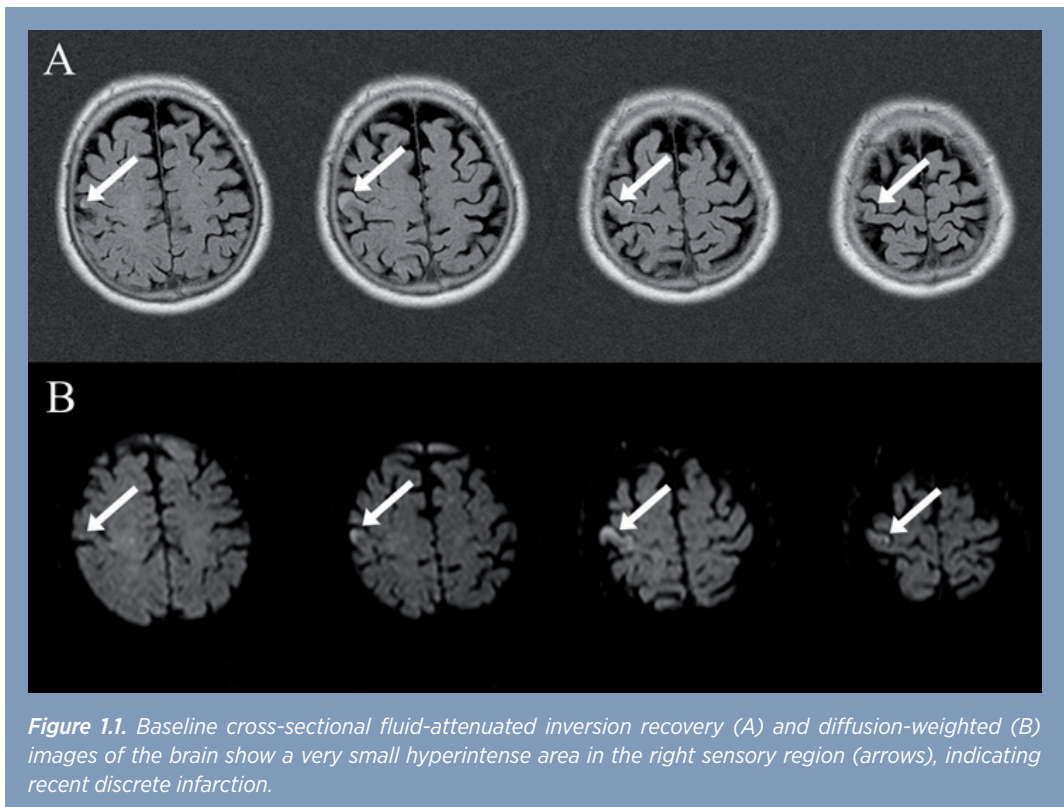 A
B
Figure 1.1. Baseline cross-sectional fluid-attenuated inversion recovery (A) and diffusion-weighted (B)
images of the brain show a very small hyperintense area in the right sensory region (arrows), indicating
recent discrete infarction.